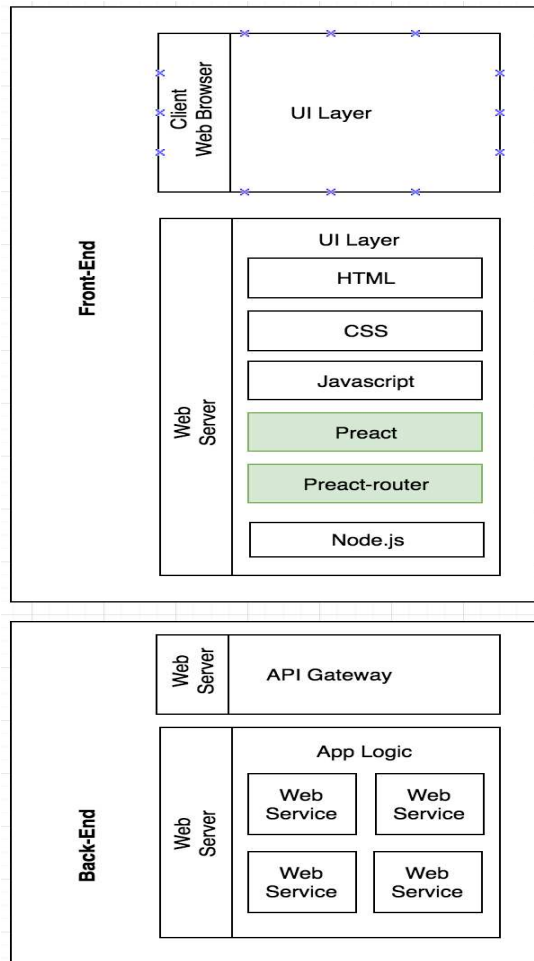 Front-End
Client
Web Browser
UI Layer
Web
Server
UI Layer
HTML
CSS
Javascript
Preact
Preact-router
Node.js
Back-End
Web
Server
API Gateway
Web
Server
App Logic
Web
Service
Web
Service
Web
Service
Web
Service